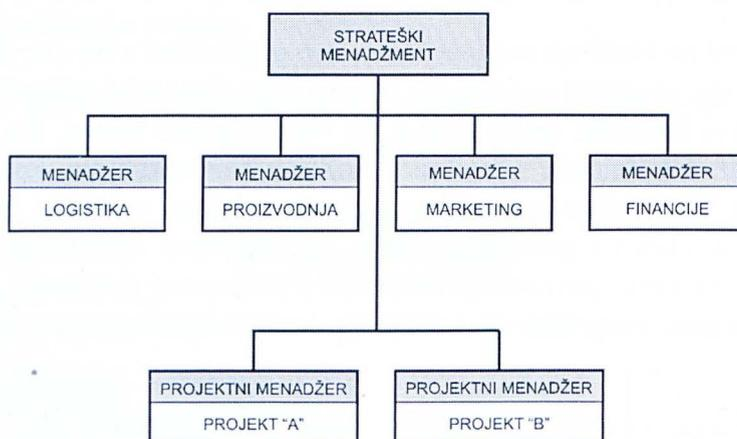 STRATEŠKI
MENADŽMENT
MENADŽER
LOGISTIKA
MENADŽER
PROIZVODNJA
MENADŽER
MARKETING
MENADŽER
FINANCIJE
PROJEKTNI MENADŽER
PROJEKT "A"
PROJEKTNI MENADŽER
PROJEKT "B"